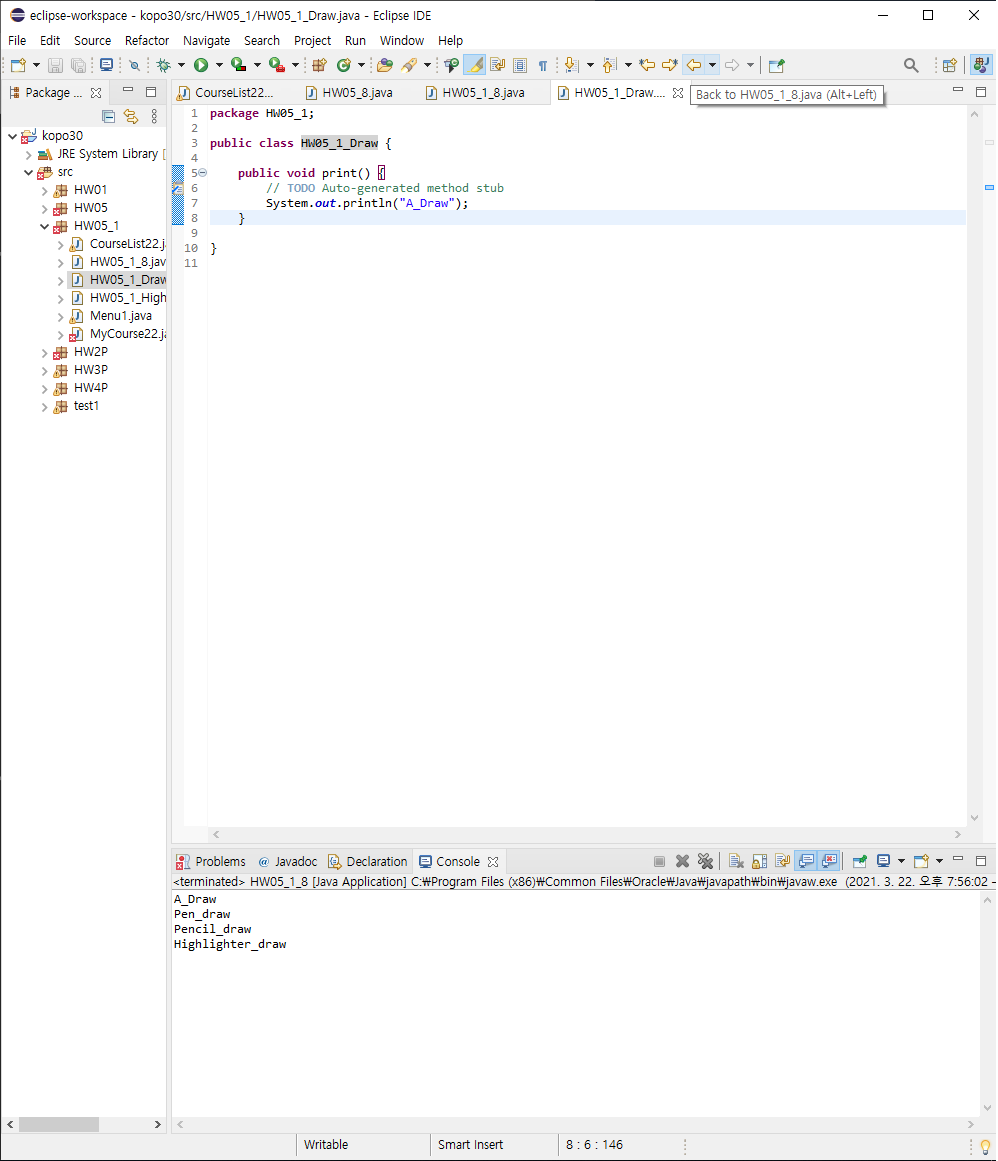 eclipse-workspace - kopo30/src/HW05_1/HW05_1_Draw.java - Eclipse IDE
File Edit Source Refactor Navigate Search Project Run Window Help
Package ...
CourseList22... HW05_8.java HW05_1_8.java HW05_1_Draw....
Back to HW05_1_8.java (Alt+Left)
kopo30
JRE System Library [
src
HW01
HW05
HW05_1
CourseList22.j
HW05_1_8.jav
HW05_1_Draw
HW05_1_High
Menu1.java
MyCourse22.ja
HW2P
HW3P
HW4P
test1
1 package HW05_1;
2
3 public class HW05_1_Draw {
4
5 public void print() {
6 // TODO Auto-generated method stub
7 System.out.println("A_Draw");
8 }
9
10 }
11
Problems @ Javadoc Declaration Console
<terminated> HW05_1_8 [Java Application] C:₩Program Files (x86)₩Common Files₩Oracle₩Java₩javapath₩bin₩javaw.exe (2021. 3. 22. 오후 7:56:02 –
A_Draw
Pen_draw
Pencil_draw
Highlighter_draw
Writable Smart Insert 8 : 6 : 146